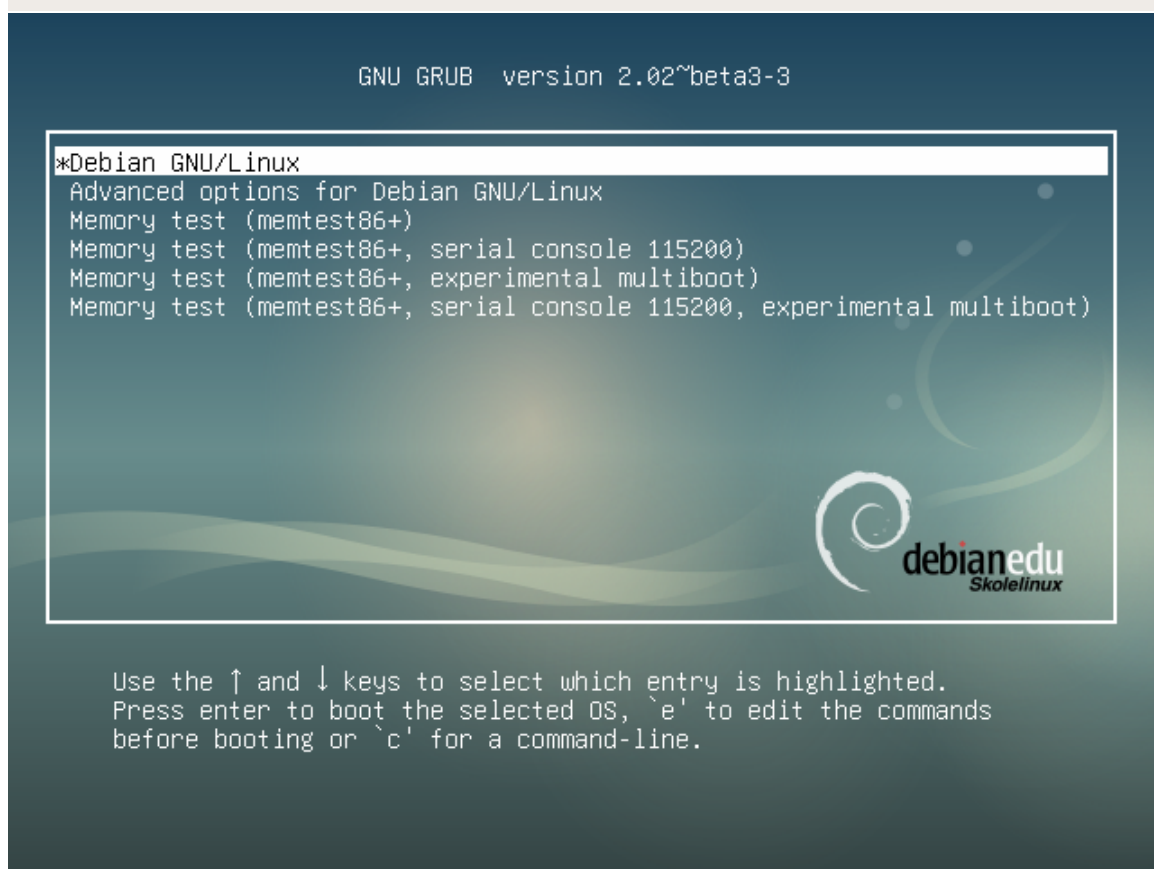 GNU GRUB version 2.02~beta3-3
*Debian GNU/Linux
Advanced options for Debian GNU/Linux
Memory test (memtest86+)
Memory test (memtest86+, serial console 115200)
Memory test (memtest86+, experimental multiboot)
Memory test (memtest86+, serial console 115200, experimental multiboot)
debianedu
Skolelinux
Use the ↑ and ↓ keys to select which entry is highlighted.
Press enter to boot the selected OS, `e' to edit the commands
before booting or `c' for a command-line.